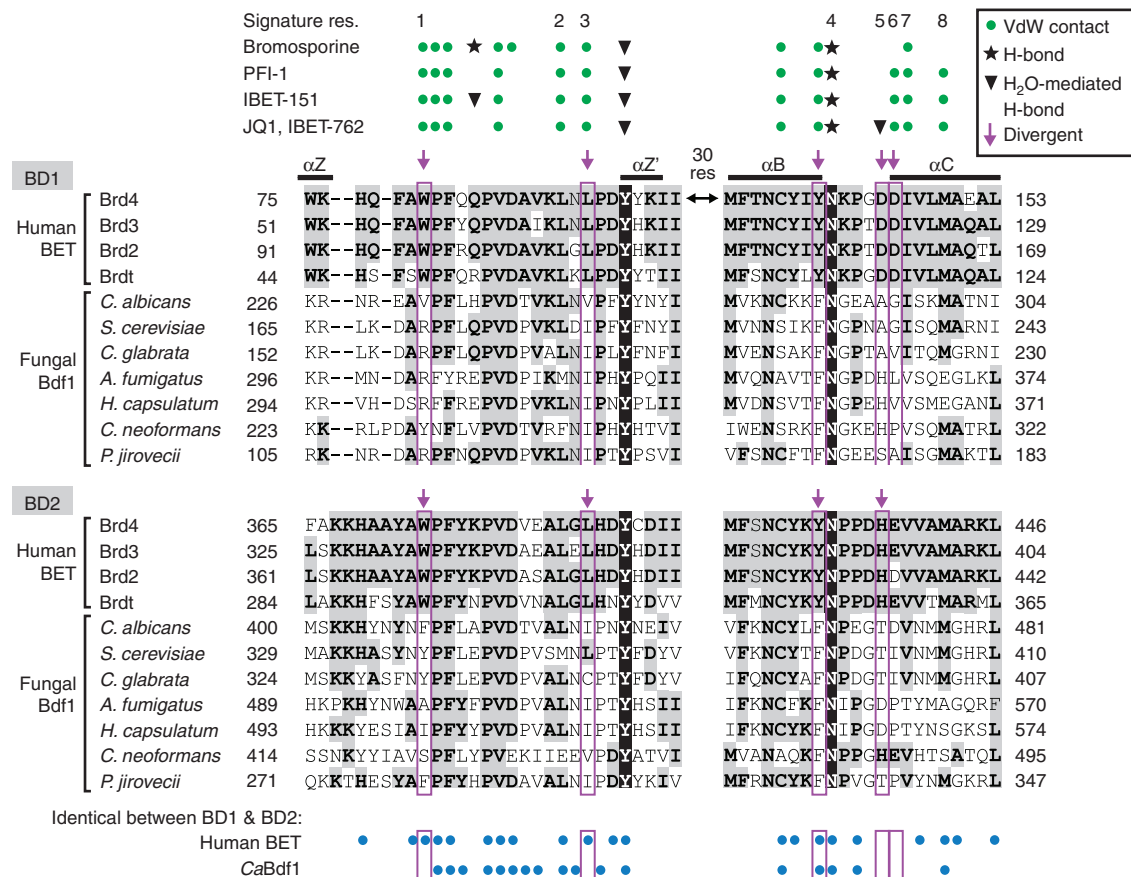 Signature res. 1 2 3 4 5 6 7 8
Bromosporine
PFI-1
IBET-151
JQ1, IBET-762
VdW contact
H-bond
H2O-mediated
H-bond
Divergent
αZ αZ' 30 res αB αC
BD1
Human BET
Brd4 75 WK--HQ-FAWPFQQPVDAVKLNLPDYYKII MFTNCYIYNKPGDDIVLMAEAL 153
Brd3 51 WK--HQ-FAWPFYQPVDAIKLNLPDYHKII MFTNCYIYNKPTDDIVLMAQAL 129
Brd2 91 WK--HQ-FAWPFRQPVDAVKLGLPDYHKII MFTNCYIYNKPTDDIVLMAQTL 169
Brdt 44 WK--HS-FSWPFQRPVDAVKLKLPDYYTII MFSNCYLYNKPGDDIVLMAQAL 124
Fungal Bdf1
C. albicans 226 KR--NR-EAVPFLHPVDTVKLNVPFYYNYI MVKNCKKFNGEAAGISKMATNI 304
S. cerevisiae 165 KR--LK-DARPFLQPVDPVKLDIPFYFNYI MVNNSIKFNGPNAGISQMARNI 243
C. glabrata 152 KR--LK-DARPFLQPVDPVALNIPLYFNFI MVENSAKFNGPTAVITQMGRNI 230
A. fumigatus 296 KR--MN-DARFYREPVDPIKMNIPHYPQII MVQNAVTFNGPDHLVSQEGLKL 374
H. capsulatum 294 KR--VH-DSRFFREPVDPVKLNIPNYPLII MVDNSVTFNGPEHVVSMEGANL 371
C. neoformans 223 KK--RLPDAYNFLVPVDTVRFNIPHYHTVI IWENSRKFNGKEHPVSQMATRL 322
P. jirovecii 105 RK--NR-DARPFNQPVDPVKLNIPTYPSVI VFSNCFTFNGEESAISGMAKTL 183
BD2
Human BET
Brd4 365 FAKKHAAYAWPFYKPVDVEALGLHDYCDII MFSNCYKYNPPDHEVVAMARKL 446
Brd3 325 LSKKHAAYAWPFYKPVDAEALELHDYHDII MFSNCYKYNPPDHEVVAMARKL 404
Brd2 361 LSKKHAAYAWPFYKPVDASALGLHDYHDII MFSNCYKYNPPDHDVVAMARKL 442
Brdt 284 LAKKHFSYAWPFYNPVDVNALGLHNYYDVV MFMNCYKYNPPDHEVVTMARML 365
Fungal Bdf1
C. albicans 400 MSKKHYNYNFPFLAPVDTVALNIPNYNEIV VFKNCYLFNPEGTDVNMMGHRL 481
S. cerevisiae 329 MAKKHASYNYPFLEPVDPVSMNLPTYFDYV VFKNCYTFNPDGTIVNMMGHRL 410
C. glabrata 324 MSKKYASFNYPFLEPVDPVALNCPTYFDYV IFQNCYAFNPDGTIVNMMGHRL 407
A. fumigatus 489 HKPKHYNWAAPFYFPVDPVALNIPTYHSII IFKNCFKFNIPGDPTYMAGQRF 570
H. capsulatum 493 HKKKYESIAIPFYVPVDPVALNIPTYHSII IFKNCYKFNIPGDPTYNSGKSL 574
C. neoformans 414 SSNKYYIAVSPFLYPVEKIIEEVPDYATVI MVANAQKFNPPGHEVHTSATQL 495
P. jirovecii 271 QKKTHESYAFPFYHPVDAVALNIPDYYKIV MFRNCYKFNPVGTPVYNMGKRL 347
Identical between BD1 & BD2:
Human BET
CaBdf1